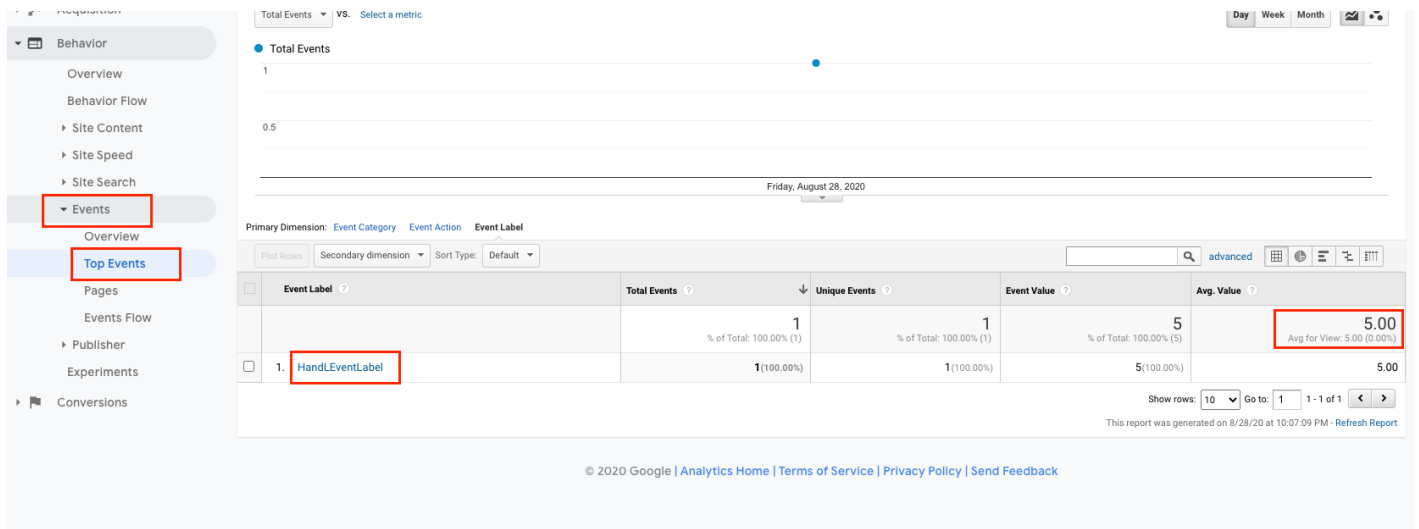 Acquisition
Behavior
Overview
Behavior Flow
Site Content
Site Speed
Site Search
Events
Overview
Top Events
Pages
Events Flow
Publisher
Experiments
Conversions
Total Events VS. Select a metric
Day Week Month
Total Events
1
0.5
Friday, August 28, 2020
Primary Dimension: Event Category Event Action Event Label
Plot Rows Secondary dimension Sort Type: Default advanced
Event Label ? Total Events ? Unique Events ? Event Value ? Avg. Value ?
1 1 5 5.00
% of Total: 100.00% (1) % of Total: 100.00% (1) % of Total: 100.00% (5) Avg for View: 5.00 (0.00%)
1. HandLEventLabel 1(100.00%) 1(100.00%) 5(100.00%) 5.00
Show rows: 10 Go to: 1 1 - 1 of 1
This report was generated on 8/28/20 at 10:07:09 PM - Refresh Report
© 2020 Google | Analytics Home | Terms of Service | Privacy Policy | Send Feedback